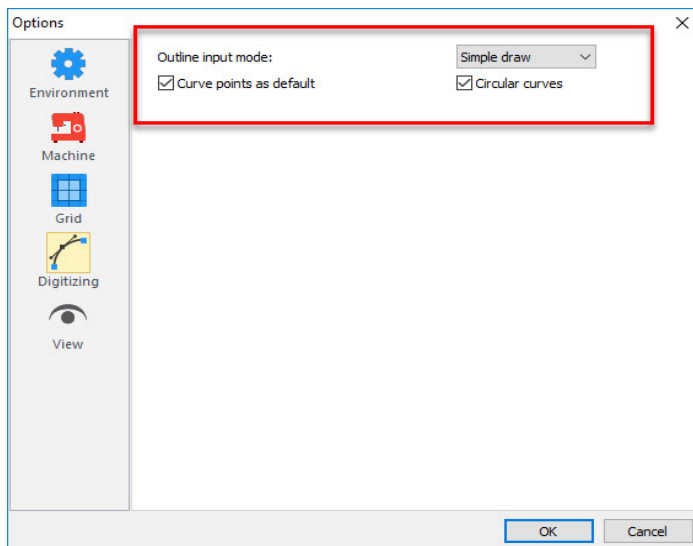 Options
Environment
Machine
Grid
Digitizing
View
Outline input mode: Simple draw
Curve points as default Circular curves
OK Cancel